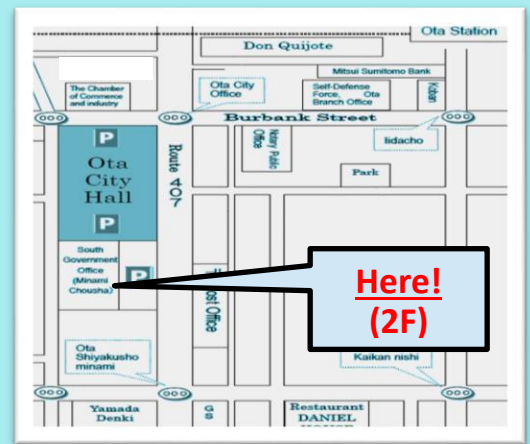 Ota Station
Don Quijote
Mitsui Sumitomo Bank
The Chamber
of Commerce
and industry
Ota City
Office
Self-Defense
Force, Ota
Branch Office
Koban
Burbank Street
P
Ota
City
Hall
P
Route 407
Notary Public
Office
Iidacho
Park
South
Government
Office
(Minami
Chousha)
P
Post Office
Here!
(2F)
Ota
Shiyakusho
minami
Kaikan nishi
Yamada
Denki
GS
Restaurant
DANIEL